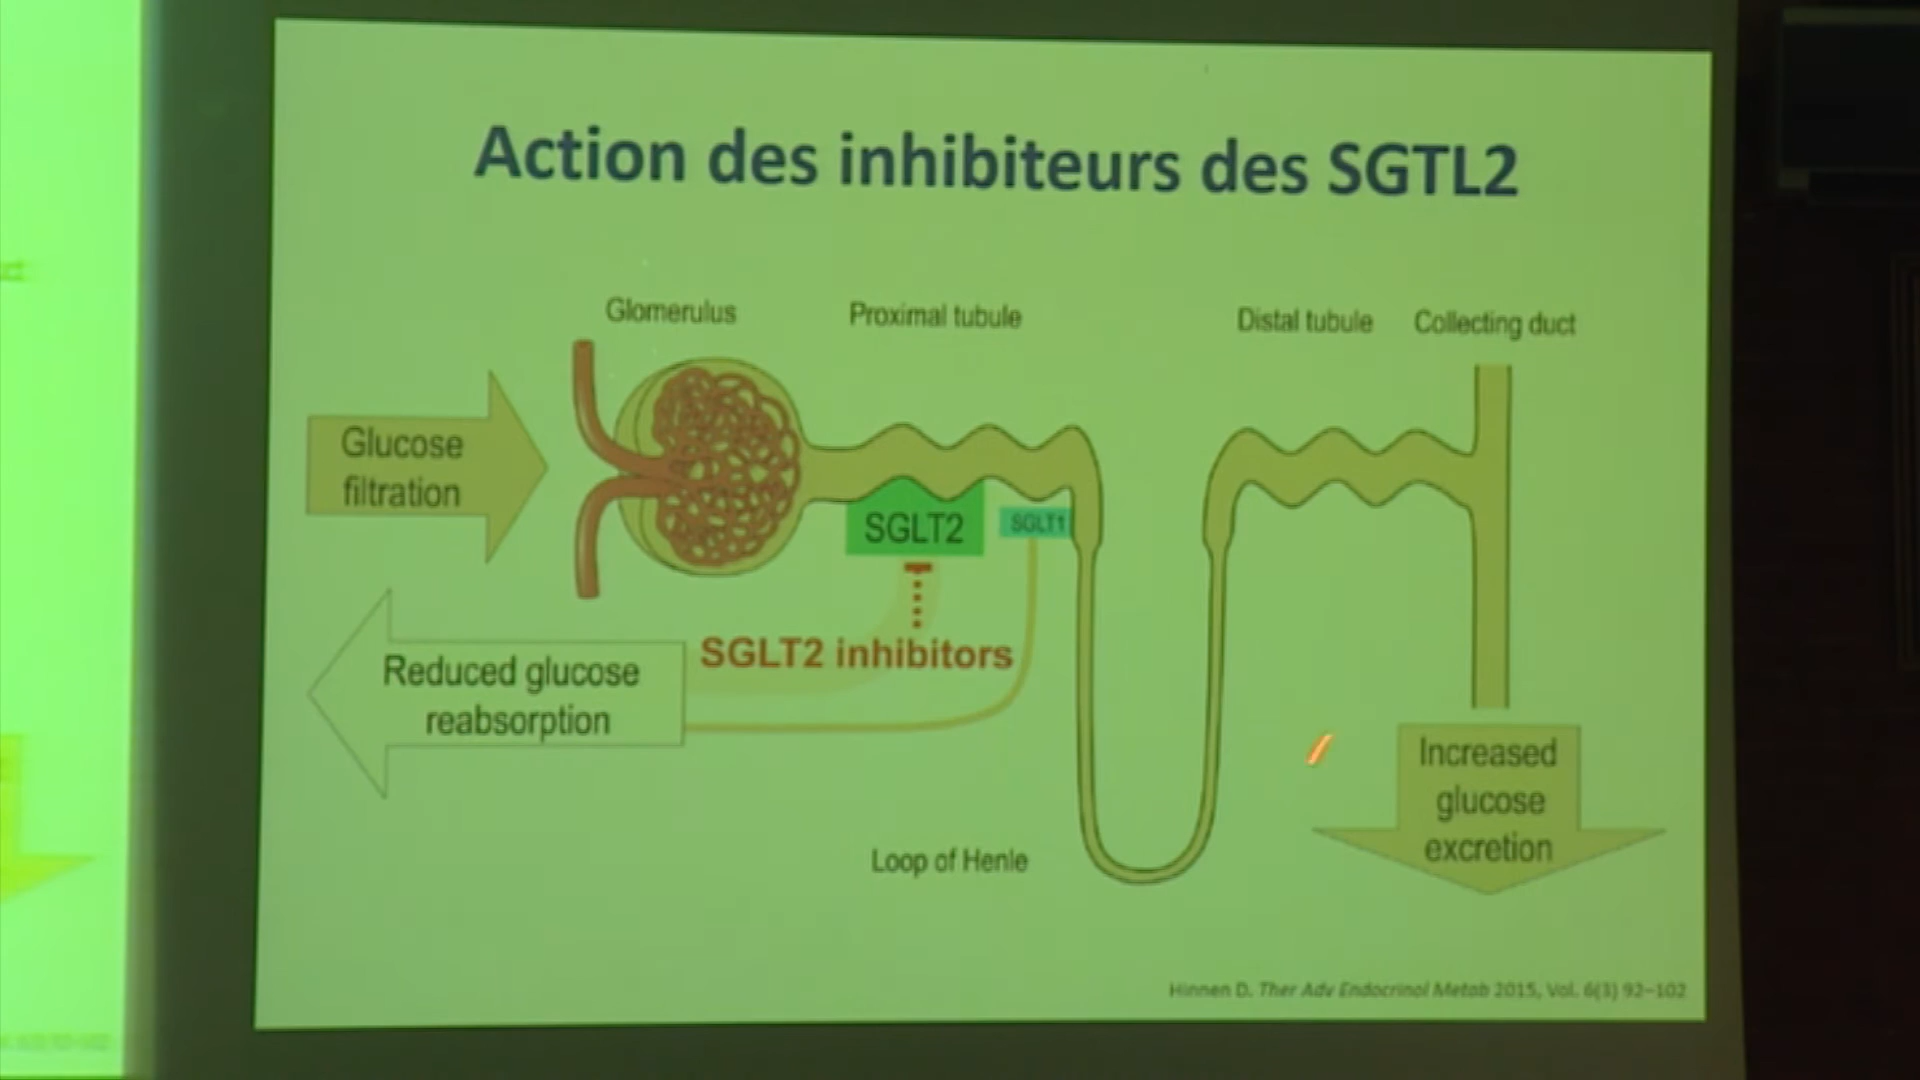 Action des inhibiteurs des SGTL2
Glomerulus
Proximal tubule
Distal tubule
Collecting duct
Glucose
filtration
SGLT2
SGLT1
SGLT2 inhibitors
Reduced glucose
reabsorption
Loop of Henle
Increased
glucose
excretion
Hinnen D. Ther Adv Endocrinol Metab 2015, Vol. 6(3) 92–102